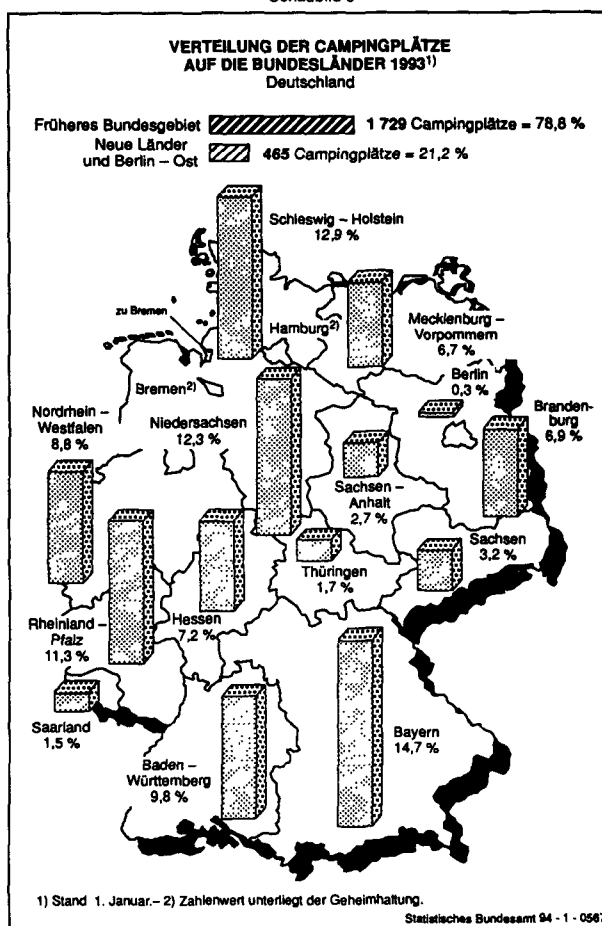 VERTEILUNG DER CAMPINGPLÄTZE
AUF DIE BUNDESLÄNDER 1993¹⁾
Deutschland
Früheres Bundesgebiet 1 729 Campingplätze = 78,8 %
Neue Länder
und Berlin – Ost 465 Campingplätze = 21,2 %
Schleswig – Holstein
12,9 %
zu Bremen
Hamburg²⁾
Mecklenburg –
Vorpommern
6,7 %
Bremen²⁾
Berlin
0,3 %
Nordrhein –
Westfalen
8,8 %
Niedersachsen
12,3 %
Branden-
burg
6,9 %
Sachsen –
Anhalt
2,7 %
Sachsen
3,2 %
Thüringen
1,7 %
Hessen
7,2 %
Rheinland –
Pfalz
11,3 %
Saarland
1,5 %
Baden –
Württemberg
9,8 %
Bayern
14,7 %
1) Stand 1. Januar.– 2) Zahlenwert unterliegt der Geheimhaltung.
Statistisches Bundesamt 94 - 1 - 0567